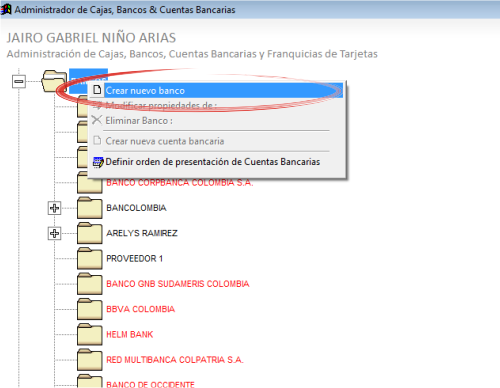 Administrador de Cajas, Bancos & Cuentas Bancarias
JAIRO GABRIEL NIÑO ARIAS
Administración de Cajas, Bancos, Cuentas Bancarias y Franquicias de Tarjetas
Crear nuevo banco
Modificar propiedades de :
Eliminar Banco :
Crear nueva cuenta bancaria
Definir orden de presentación de Cuentas Bancarias
BANCO CORPBANCA COLOMBIA S.A.
BANCOLOMBIA
ARELYS RAMIREZ
PROVEEDOR 1
BANCO GNB SUDAMERIS COLOMBIA
BBVA COLOMBIA
HELM BANK
RED MULTIBANCA COLPATRIA S.A.
BANCO DE OCCIDENTE